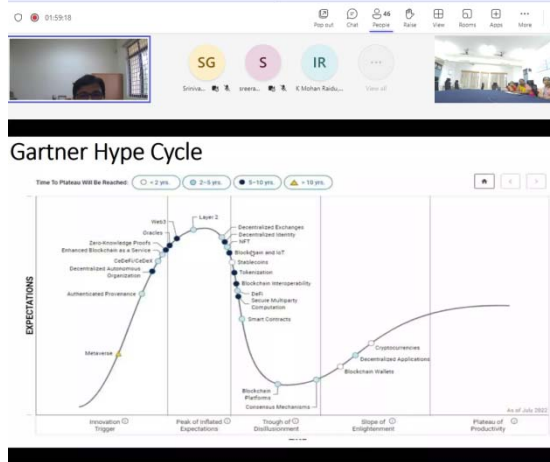 01:59:18
Pop out
Chat
46
People
Raise
View
Rooms
Apps
More
SG
S
IR
Sriniva...
sreera...
K Mohan Raidu,...
View all
Gartner Hype Cycle
Time To Plateau Will Be Reached:
< 2 yrs.
2-5 yrs.
5-10 yrs.
> 10 yrs.
EXPECTATIONS
Layer 2
Web3
Oracles
Zero-Knowledge Proofs
Enhanced Blockchain as a Service
CeDeFi/CeDeX
Decentralized Autonomous
Organization
Authenticated Provenance
Metaverse
Decentralized Exchanges
Decentralized Identity
NFT
Blockchain and IoT
Stablecoins
Tokenization
Blockchain Interoperability
DeFi
Secure Multiparty
Computation
Smart Contracts
Blockchain
Platforms
Consensus Mechanisms
Cryptocurrencies
Decentralized Applications
Blockchain Wallets
As of July 2022
Innovation
Trigger
Peak of Inflated
Expectations
Trough of
Disillusionment
Slope of
Enlightenment
Plateau of
Productivity